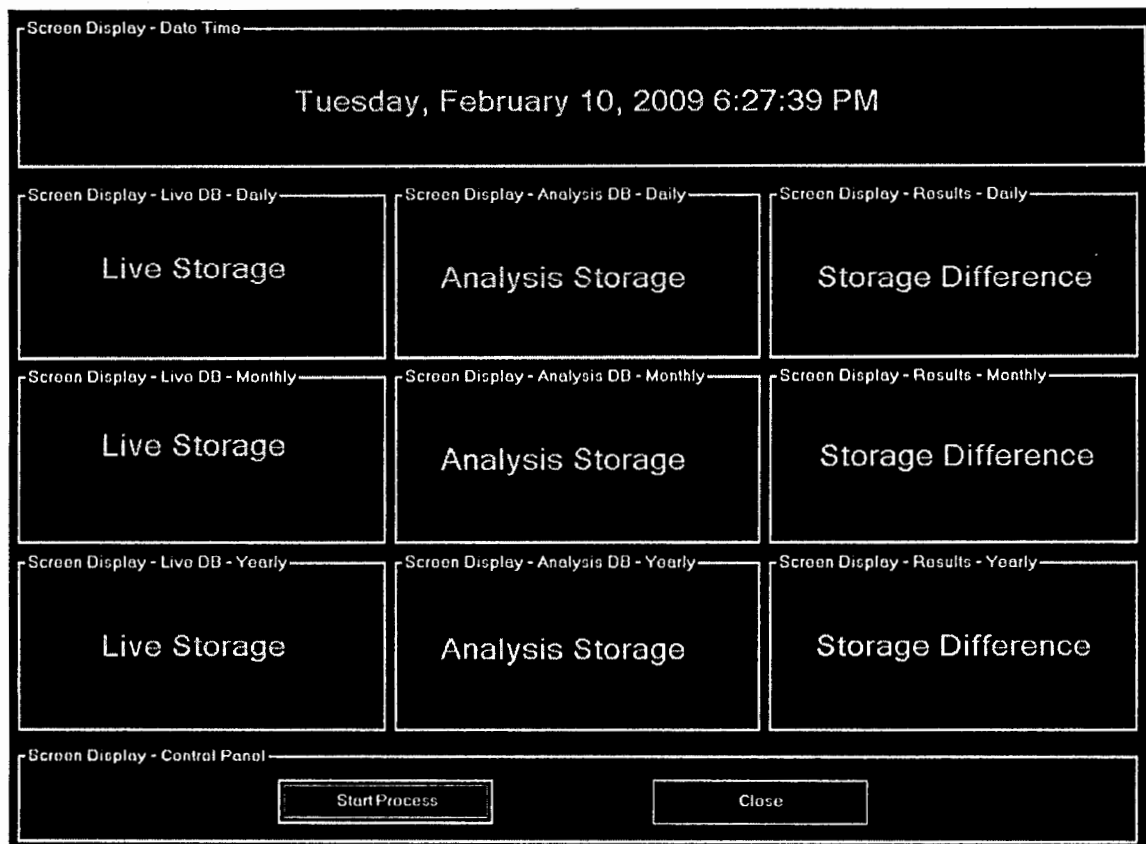 Screen Display - Date Time
Tuesday, February 10, 2009 6:27:39 PM
Screen Display - Live DB - Daily
Live Storage
Screen Display - Analysis DB - Daily
Analysis Storage
Screen Display - Results - Daily
Storage Difference
Screen Display - Live DB - Monthly
Live Storage
Screen Display - Analysis DB - Monthly
Analysis Storage
Screen Display - Results - Monthly
Storage Difference
Screen Display - Live DB - Yearly
Live Storage
Screen Display - Analysis DB - Yearly
Analysis Storage
Screen Display - Results - Yearly
Storage Difference
Screen Display - Control Panel
Start Process
Close